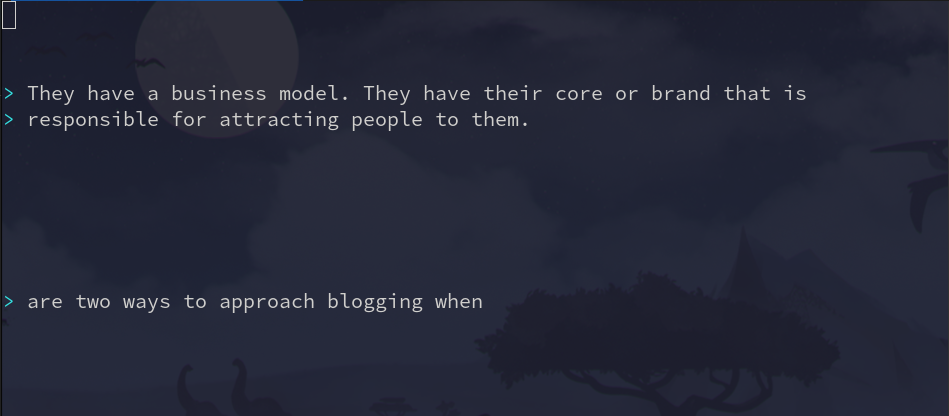 > They have a business model. They have their core or brand that is
> responsible for attracting people to them.
> are two ways to approach blogging when